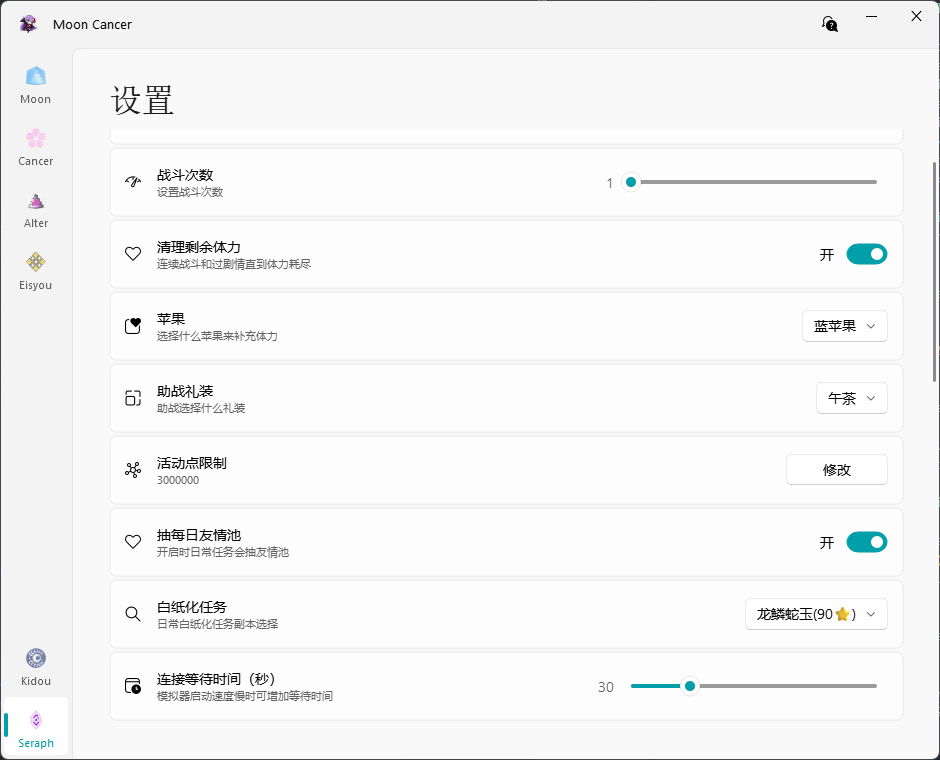 Moon Cancer
Moon
Cancer
Alter
Eisyou
Kidou
Seraph
设置
战斗次数
设置战斗次数
1
清理剩余体力
连续战斗和过剧情直到体力耗尽
开
苹果
选择什么苹果来补充体力
蓝苹果
助战礼装
助战选择什么礼装
午茶
活动点限制
3000000
修改
抽每日友情池
开启时日常任务会抽友情池
开
白纸化任务
日常白纸化任务副本选择
龙鳞蛇玉(90⭐)
连接等待时间（秒）
模拟器启动速度慢时可增加等待时间
30